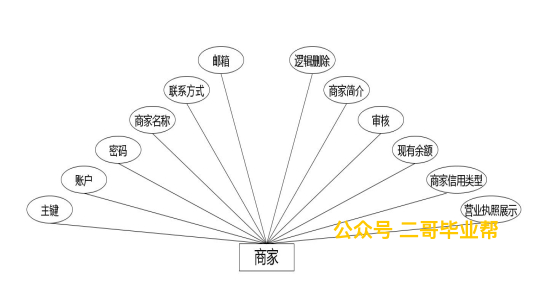 邮箱
逻辑删除
联系方式
商家简介
商家名称
审核
密码
现有余额
账户
商家信用类型
主键
营业执照展示
公众号 二哥毕业帮
商家